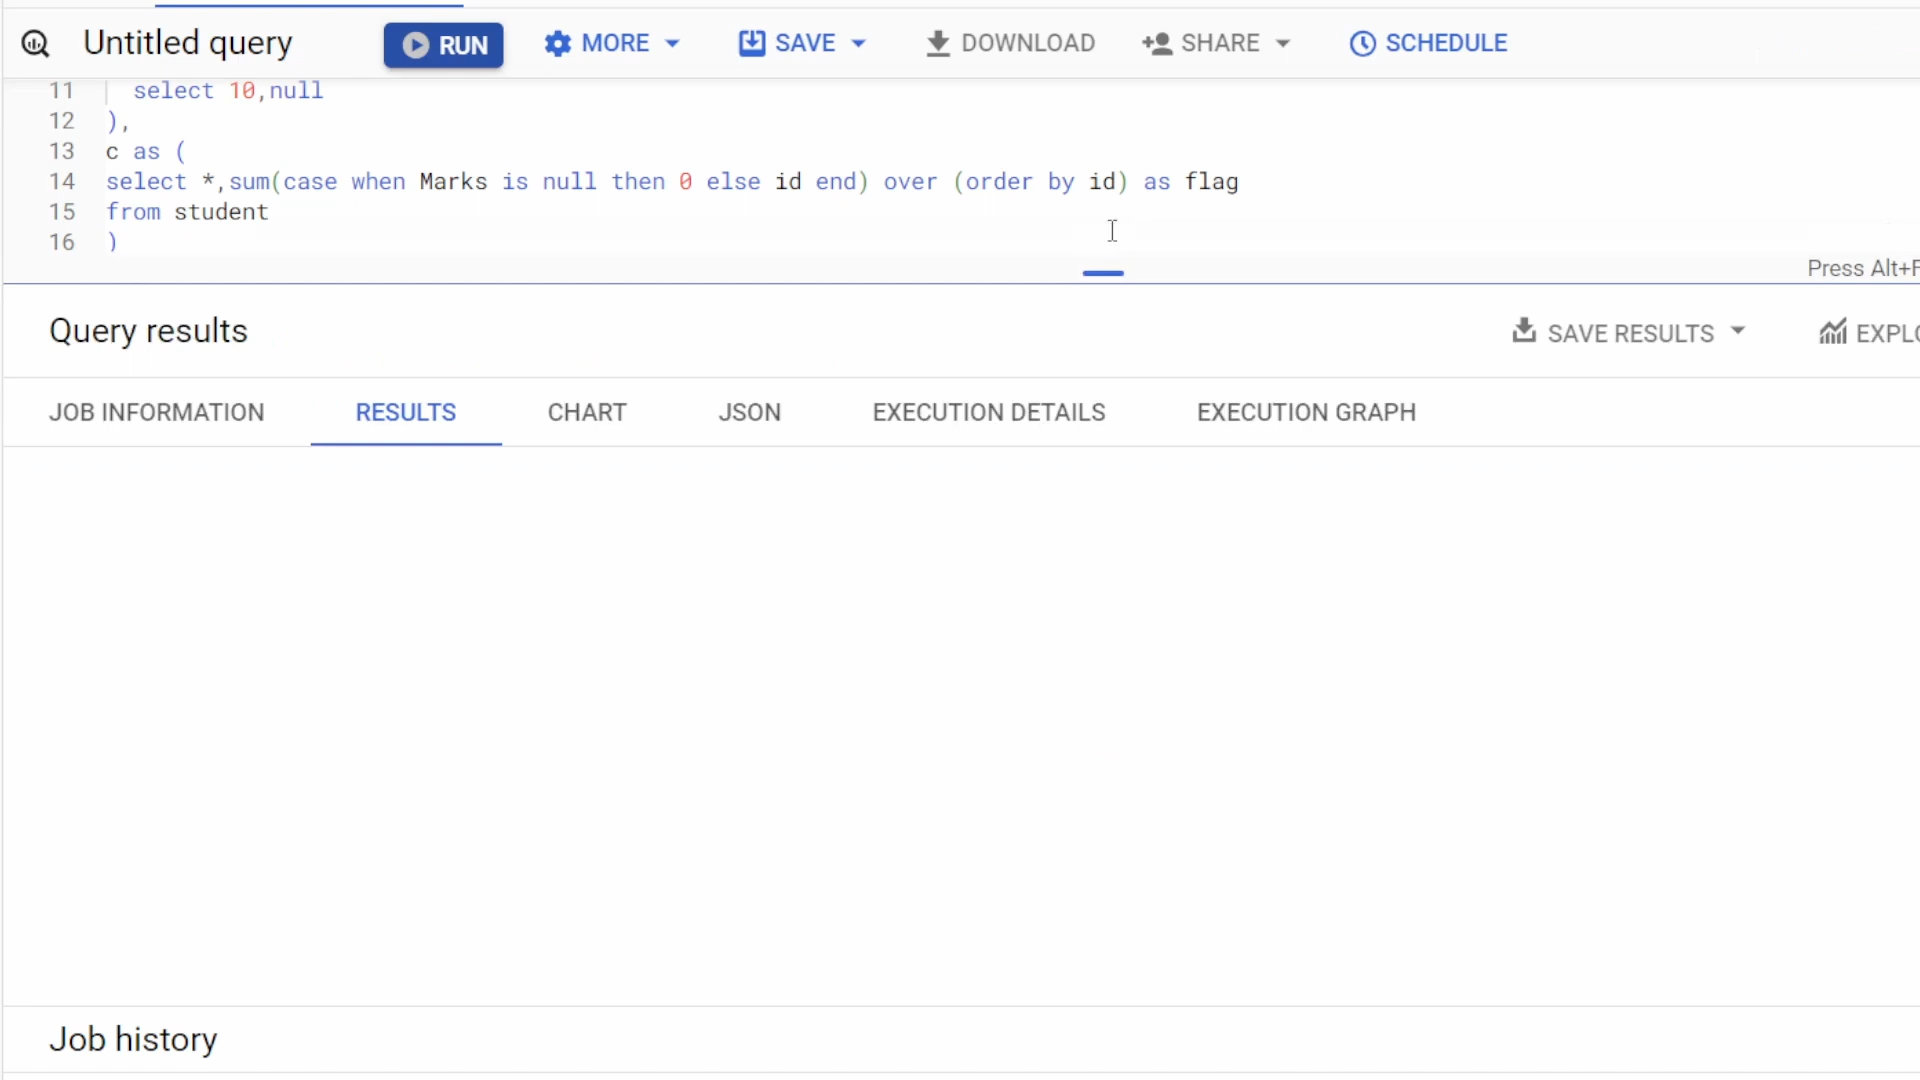 Untitled query RUN MORE SAVE DOWNLOAD SHARE SCHEDULE
11 select 10,null
12 ),
13 c as (
14 select *,sum(case when Marks is null then 0 else id end) over (order by id) as flag
15 from student
16 )
Press Alt+F
Query results SAVE RESULTS EXPLO
JOB INFORMATION RESULTS CHART JSON EXECUTION DETAILS EXECUTION GRAPH
Job history